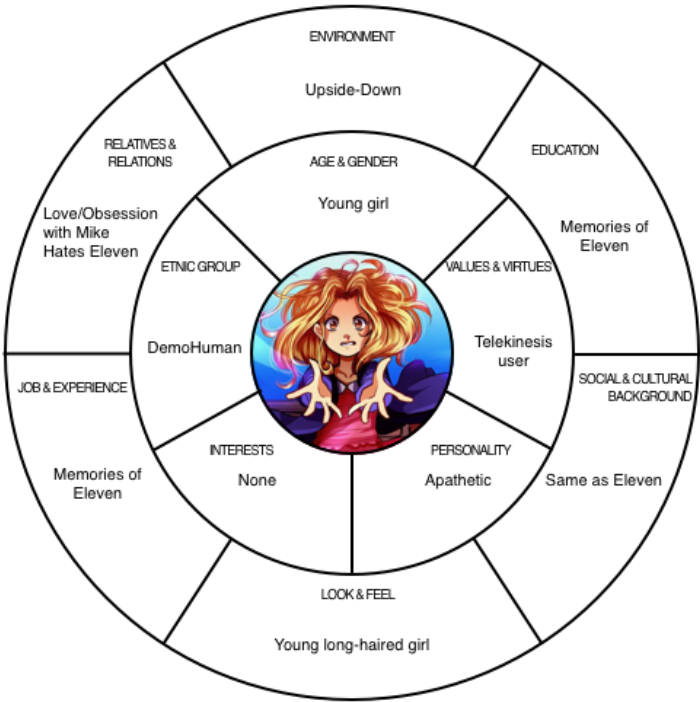 ENVIRONMENT
Upside-Down
RELATIVES &
RELATIONS
Love/Obsession
with Mike
Hates Eleven
AGE & GENDER
Young girl
EDUCATION
Memories of
Eleven
ETNIC GROUP
DemoHuman
VALUES & VIRTUES
Telekinesis
user
JOB & EXPERIENCE
Memories of
Eleven
INTERESTS
None
PERSONALITY
Apathetic
SOCIAL & CULTURAL
BACKGROUND
Same as Eleven
LOOK & FEEL
Young long-haired girl